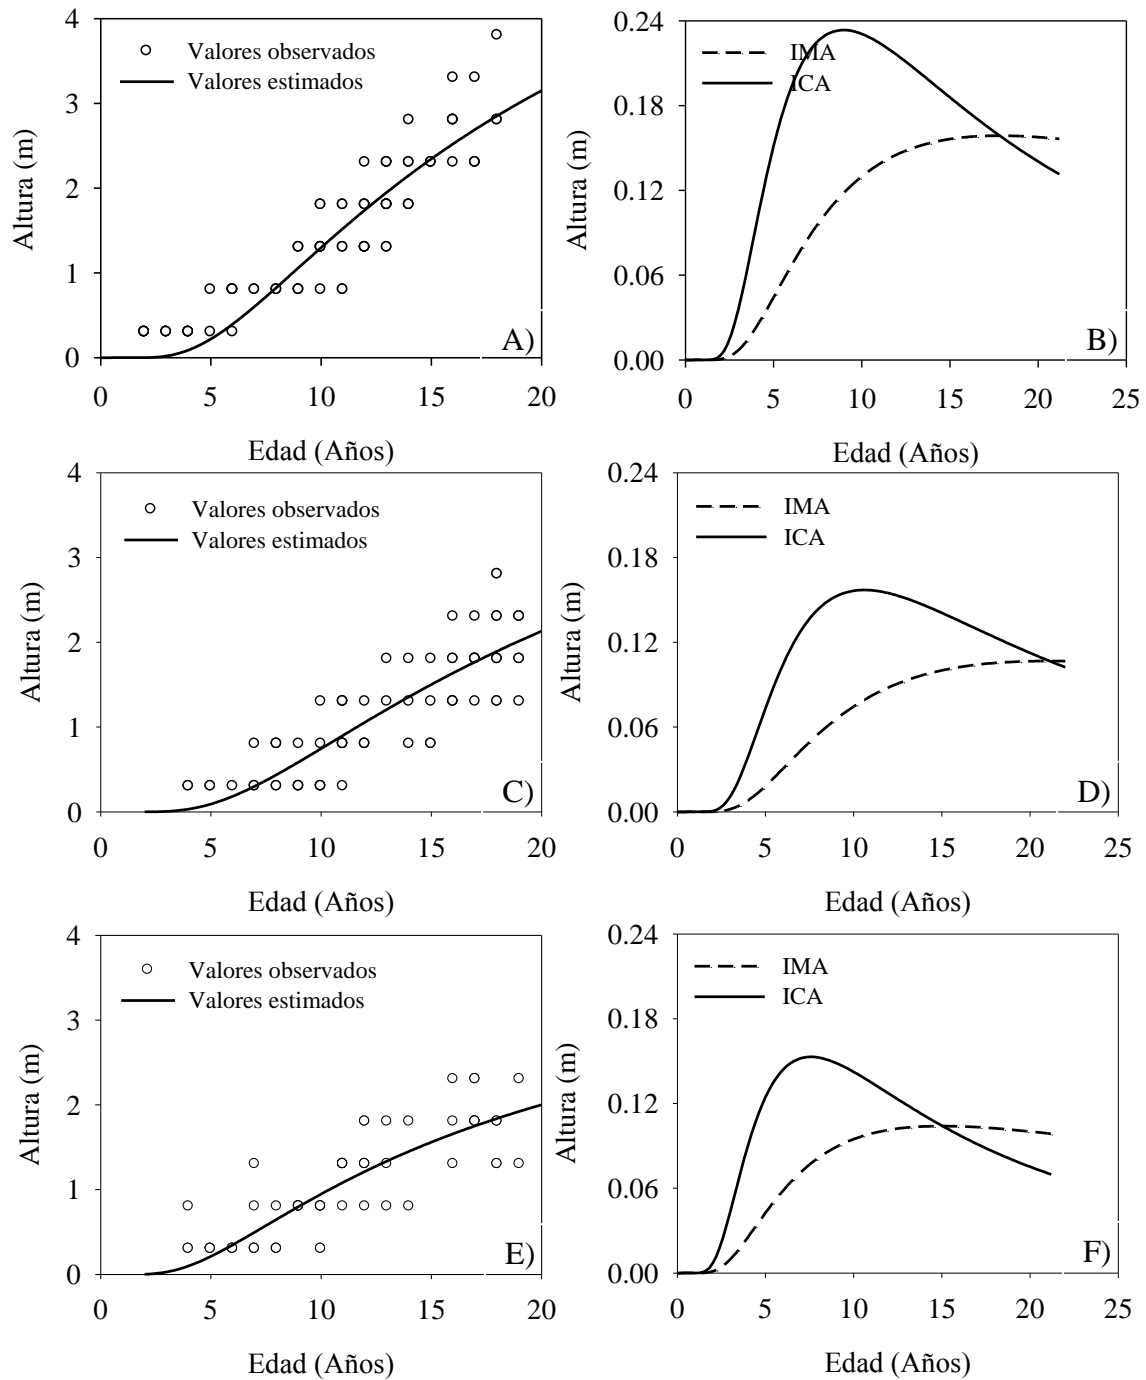 4
3
2
1
0
Altura (m)
Valores observados
Valores estimados
A)
0 5 10 15 20
Edad (Años)
0.24
0.18
0.12
0.06
0.00
Altura (m)
IMA
ICA
B)
0 5 10 15 20 25
Edad (Años)
4
3
2
1
0
Altura (m)
Valores observados
Valores estimados
C)
0 5 10 15 20
Edad (Años)
0.24
0.18
0.12
0.06
0.00
Altura (m)
IMA
ICA
D)
0 5 10 15 20 25
Edad (Años)
4
3
2
1
0
Altura (m)
Valores observados
Valores estimados
E)
0 5 10 15 20
Edad (Años)
0.24
0.18
0.12
0.06
0.00
Altura (m)
IMA
ICA
F)
0 5 10 15 20 25
Edad (Años)